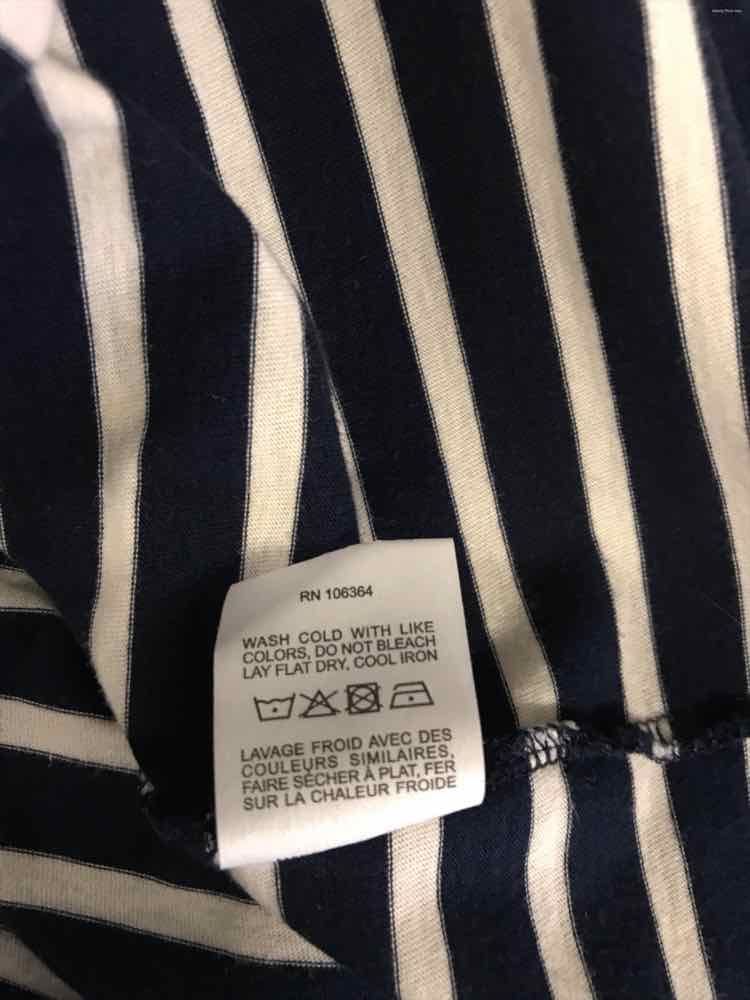 RN 106364
WASH COLD WITH LIKE
COLORS, DO NOT BLEACH
LAY FLAT DRY, COOL IRON
LAVAGE FROID AVEC DES
COULEURS SIMILAIRES,
FAIRE SÉCHER À PLAT, FER
SUR LA CHALEUR FROIDE